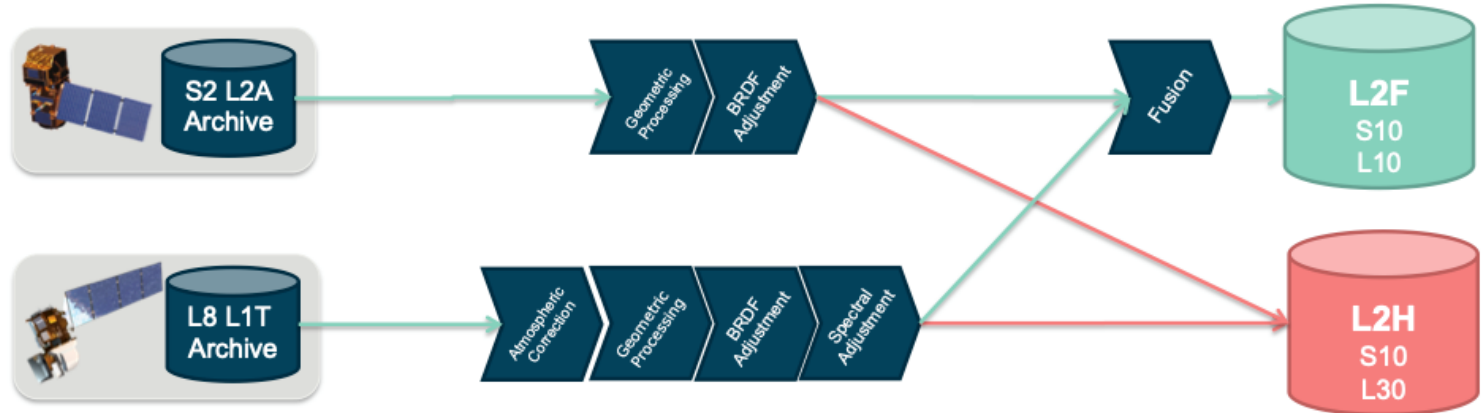 S2 L2A
Archive
Geometric
Processing
BRDF
Adjustment
Fusion
L2F
S10
L10
L8 L1T
Archive
Atmospheric
Correction
Geometric
Processing
BRDF
Adjustment
Spectral
Adjustment
L2H
S10
L30